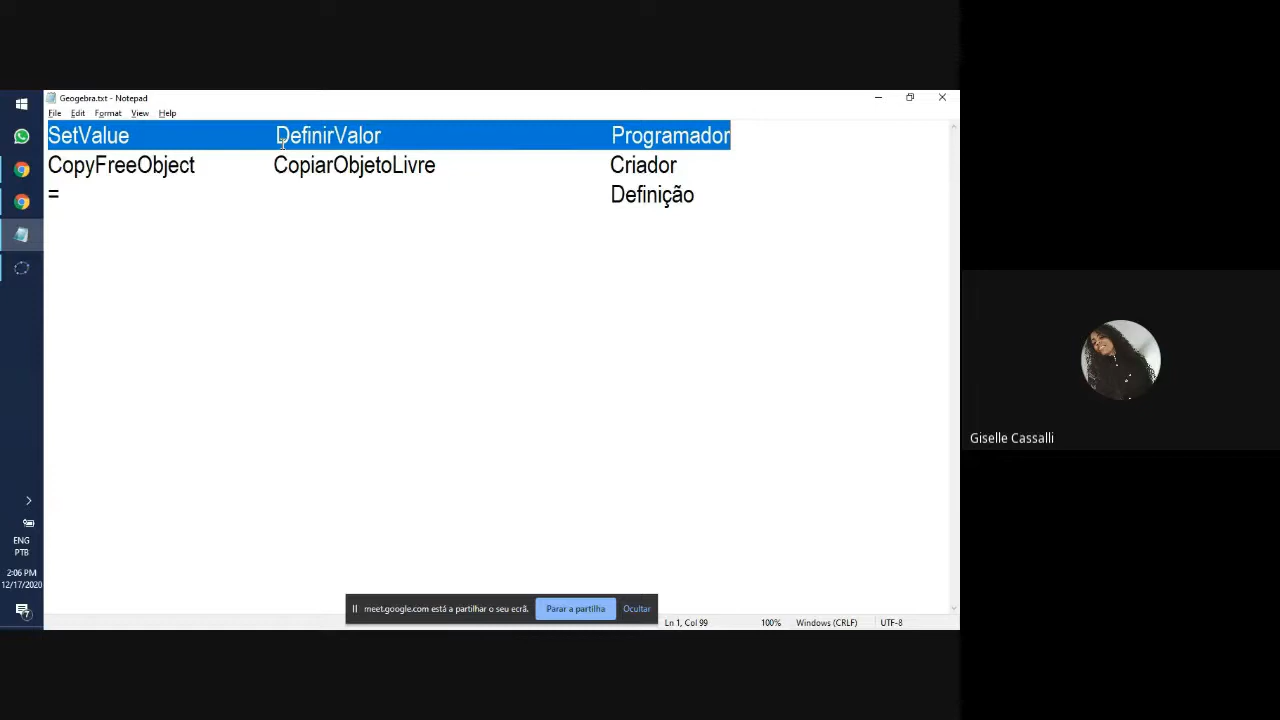 Geogebra.txt - Notepad
File Edit Format View Help
SetValue DefinirValor Programador
CopyFreeObject CopiarObjetoLivre Criador
= Definição
Giselle Cassalli
ENG
PTB
2:06 PM
12/17/2020
7
meet.google.com está a partilhar o seu ecrã. Parar a partilha Ocultar
Ln 1, Col 99 100% Windows (CRLF) UTF-8